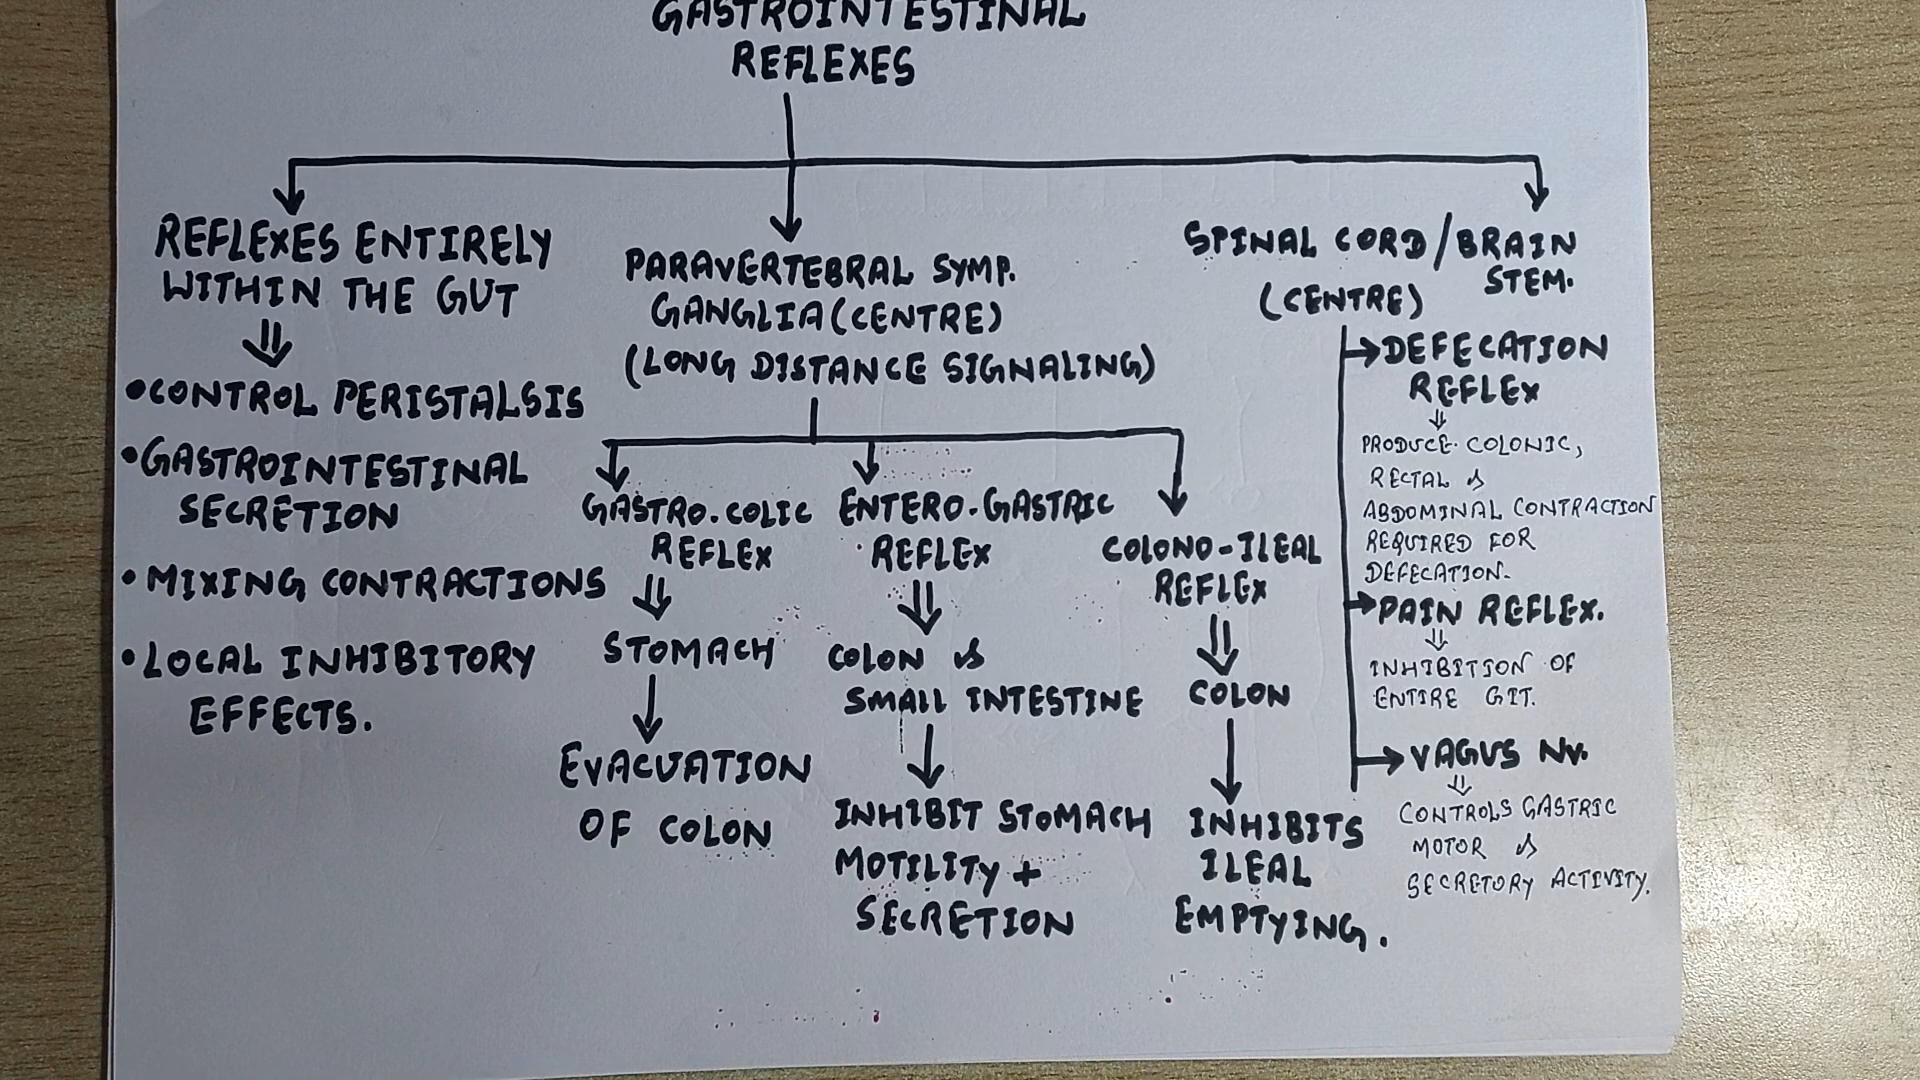 GASTROINTESTINAL
REFLEXES
REFLEXES ENTIRELY
WITHIN THE GUT
•CONTROL PERISTALSIS
•GASTROINTESTINAL
SECRETION
•MIXING CONTRACTIONS
•LOCAL INHIBITORY
EFFECTS.
PARAVERTEBRAL SYMP.
GANGLIA(CENTRE)
(LONG DISTANCE SIGNALING)
GASTRO-COLIC
REFLEX
STOMACH
EVACUATION
OF COLON
ENTERO-GASTRIC
REFLEX
COLON &
SMALL INTESTINE
INHIBIT STOMACH
MOTILITY +
SECRETION
COLONO-ILEAL
REFLEX
COLON
INHIBITS
ILEAL
EMPTYING.
SPINAL CORD/BRAIN
STEM.
(CENTRE)
DEFECATION
REFLEX
PRODUCE COLONIC,
RECTAL &
ABDOMINAL CONTRACTION
REQUIRED FOR
DEFECATION.
PAIN REFLEX.
INHIBITION OF
ENTIRE GIT.
VAGUS NV.
CONTROLS GASTRIC
MOTOR &
SECRETORY ACTIVITY.